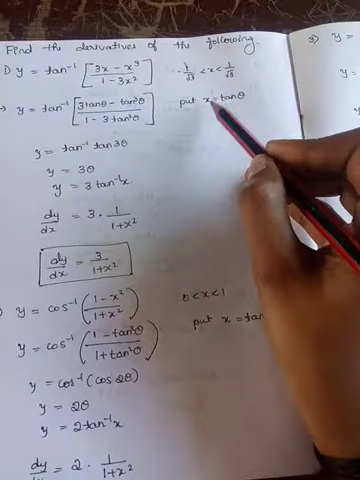 Find the derivatives of the following.
1) y = tan⁻¹ [3x - x³ / 1 - 3x²] -1/√3 < x < 1/√3
→ y = tan⁻¹ [3tanθ - tan³θ / 1 - 3 tan²θ] put x = tanθ
y = tan⁻¹ tan3θ
y = 3θ
y = 3 tan⁻¹x
dy/dx = 3 · 1/1+x²
dy/dx = 3/1+x²
) y = cos⁻¹ (1 - x² / 1 + x²) 0 < x < 1
y = cos⁻¹ (1 - tan²θ / 1 + tan²θ) put x = tan
y = cos⁻¹ (cos 2θ)
y = 2θ
y = 2tan⁻¹x
dy/dx = 2 · 1/1+x²
3) y =
y =
→ y